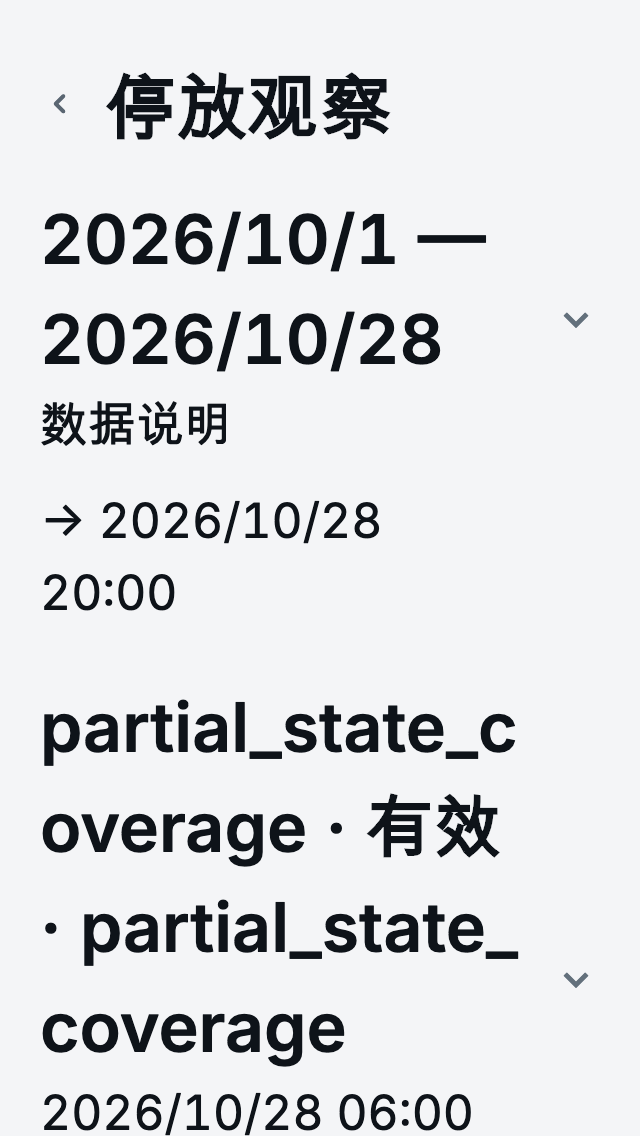 停放观察
2026/10/1 —
2026/10/28
数据说明
→ 2026/10/28
20:00
partial_state_c
overage · 有效
· partial_state_
coverage
2026/10/28 06:00